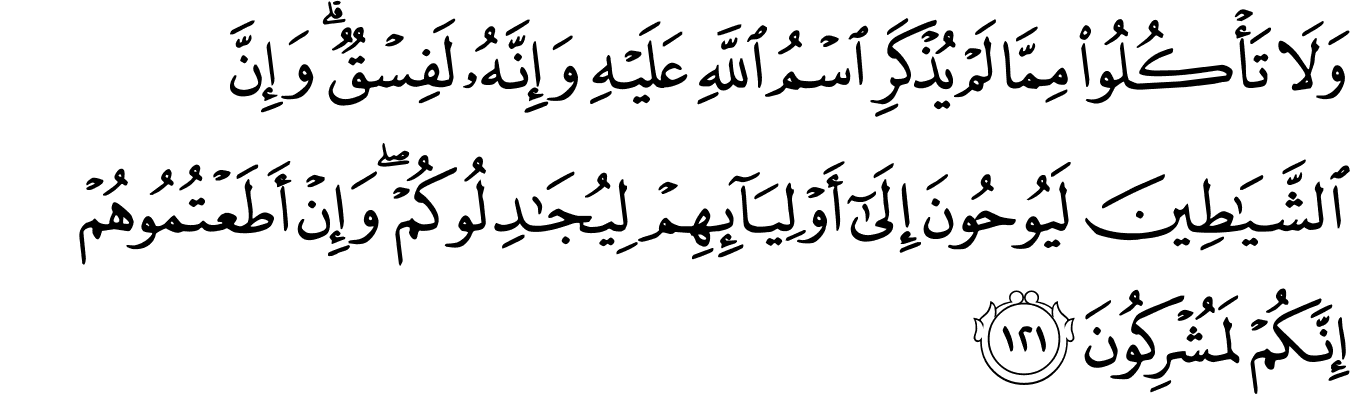 وَلَا تَأْكُلُوا۟ مِمَّا لَمْ يُذْكَرِ ٱسْمُ ٱللَّهِ عَلَيْهِ وَإِنَّهُۥ لَفِسْقٌۭ ۗ وَإِنَّ
ٱلشَّيَـٰطِينَ لَيُوحُونَ إِلَىٰٓ أَوْلِيَآئِهِمْ لِيُجَـٰدِلُوكُمْ ۖ وَإِنْ أَطَعْتُمُوهُمْ
إِنَّكُمْ لَمُشْرِكُونَ ١٢١